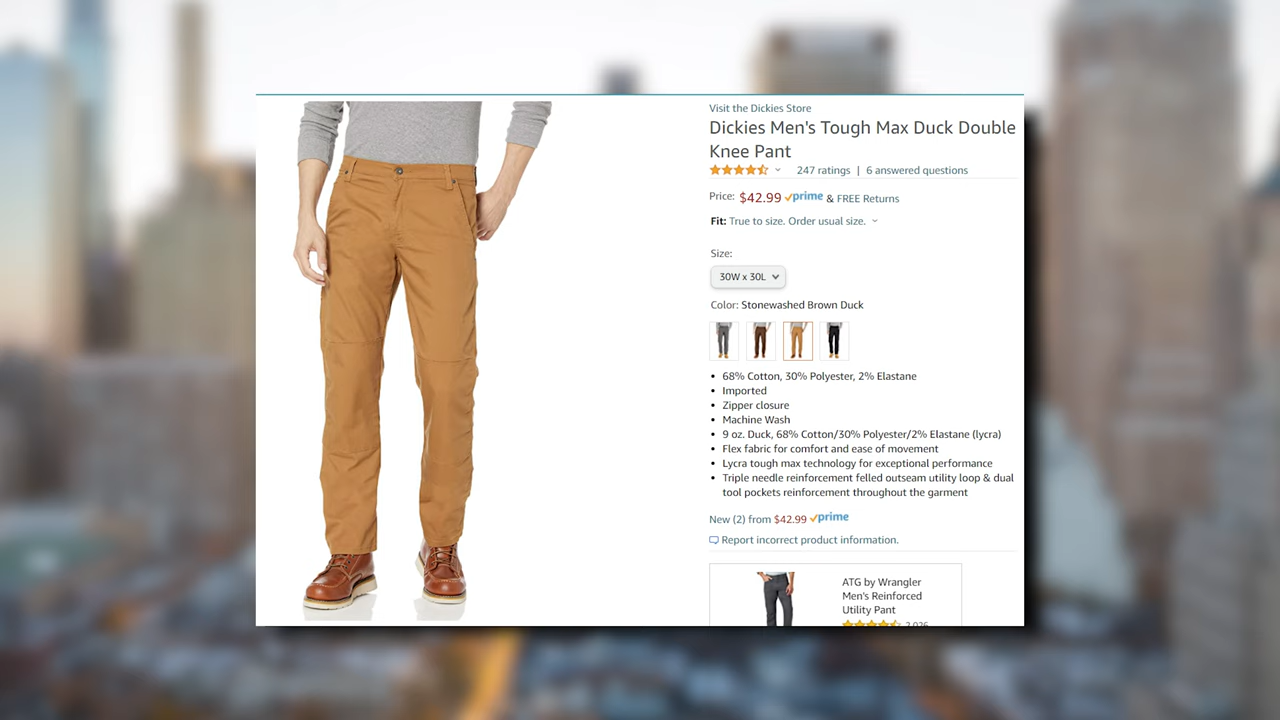 Visit the Dickies Store
Dickies Men's Tough Max Duck Double
Knee Pant
247 ratings | 6 answered questions
Price: $42.99 prime & FREE Returns
Fit: True to size. Order usual size.
Size:
30W x 30L
Color: Stonewashed Brown Duck
• 68% Cotton, 30% Polyester, 2% Elastane
• Imported
• Zipper closure
• Machine Wash
• 9 oz. Duck, 68% Cotton/30% Polyester/2% Elastane (lycra)
• Flex fabric for comfort and ease of movement
• Lycra tough max technology for exceptional performance
• Triple needle reinforcement felled outseam utility loop & dual
tool pockets reinforcement throughout the garment
New (2) from $42.99 prime
Report incorrect product information.
ATG by Wrangler
Men's Reinforced
Utility Pant
2,026